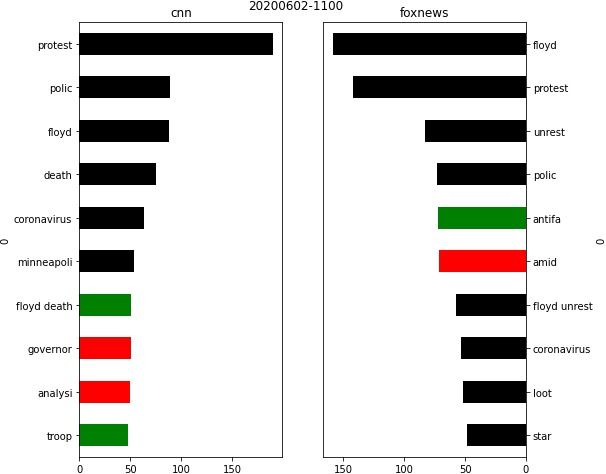 20200602-1100
cnn
foxnews
protest
polic
floyd
death
coronavirus
minneapoli
floyd death
governor
analysi
troop
0
0 50 100 150
floyd
protest
unrest
polic
antifa
amid
floyd unrest
coronavirus
loot
star
0
150 100 50 0